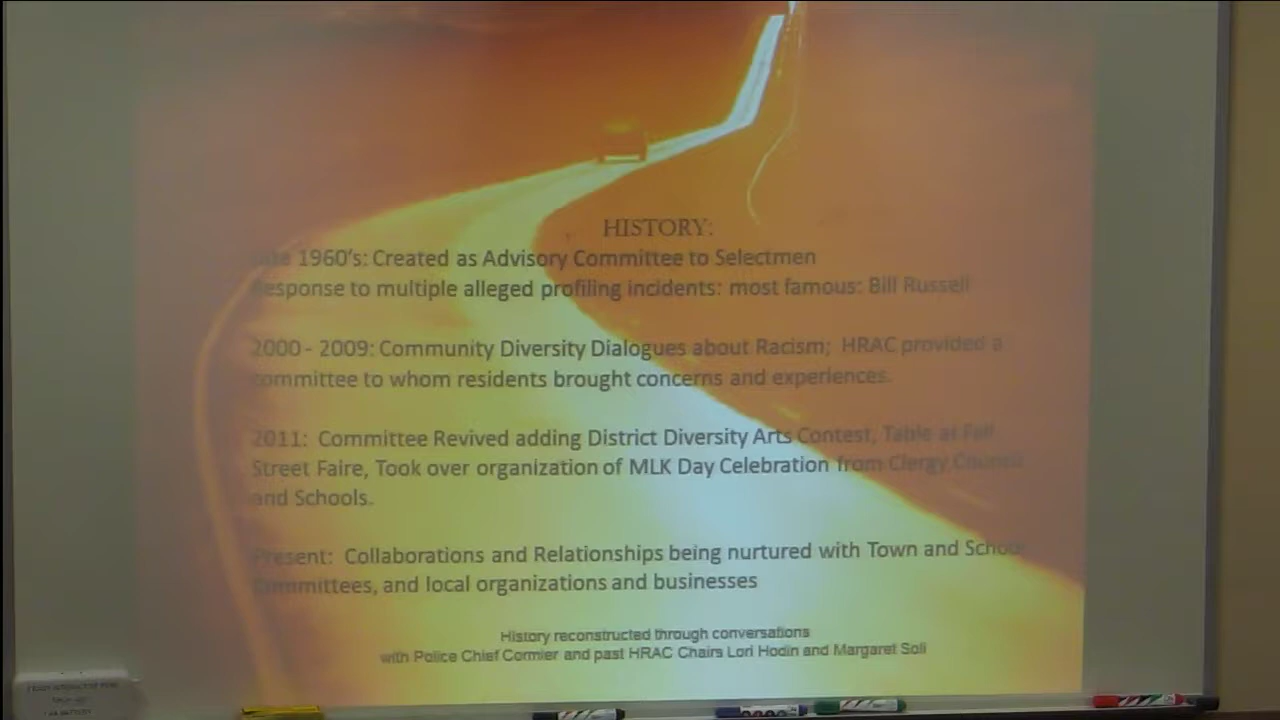 HISTORY:
Late 1960's: Created as Advisory Committee to Selectmen
Response to multiple alleged profiling incidents: most famous: Bill Russell
2000 - 2009: Community Diversity Dialogues about Racism; HRAC provided a
committee to whom residents brought concerns and experiences.
2011: Committee Revived adding District Diversity Arts Contest, Table at Fall
Street Faire, Took over organization of MLK Day Celebration from Clergy Council
and Schools.
Present: Collaborations and Relationships being nurtured with Town and School
Committees, and local organizations and businesses
History reconstructed through conversations
with Police Chief Cormier and past HRAC Chairs Lori Hodin and Margaret Soli